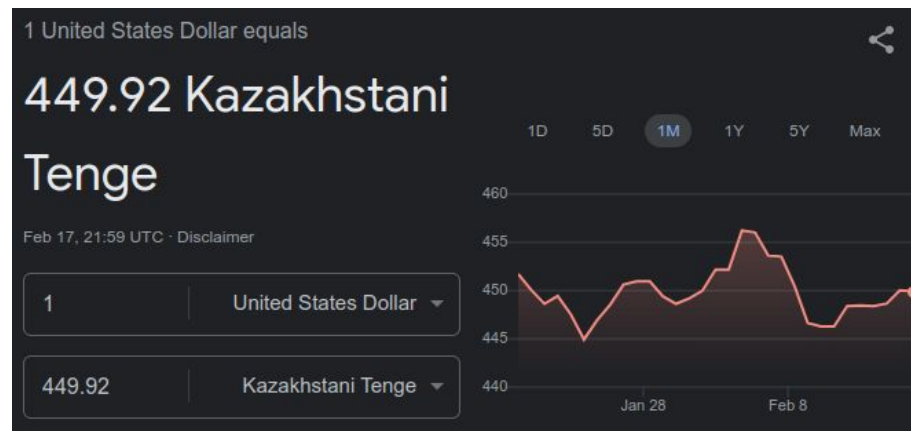 1 United States Dollar equals
449.92 Kazakhstani
Tenge
Feb 17, 21:59 UTC · Disclaimer
1 United States Dollar
449.92 Kazakhstani Tenge
1D 5D 1M 1Y 5Y Max
460
455
450
445
440
Jan 28 Feb 8